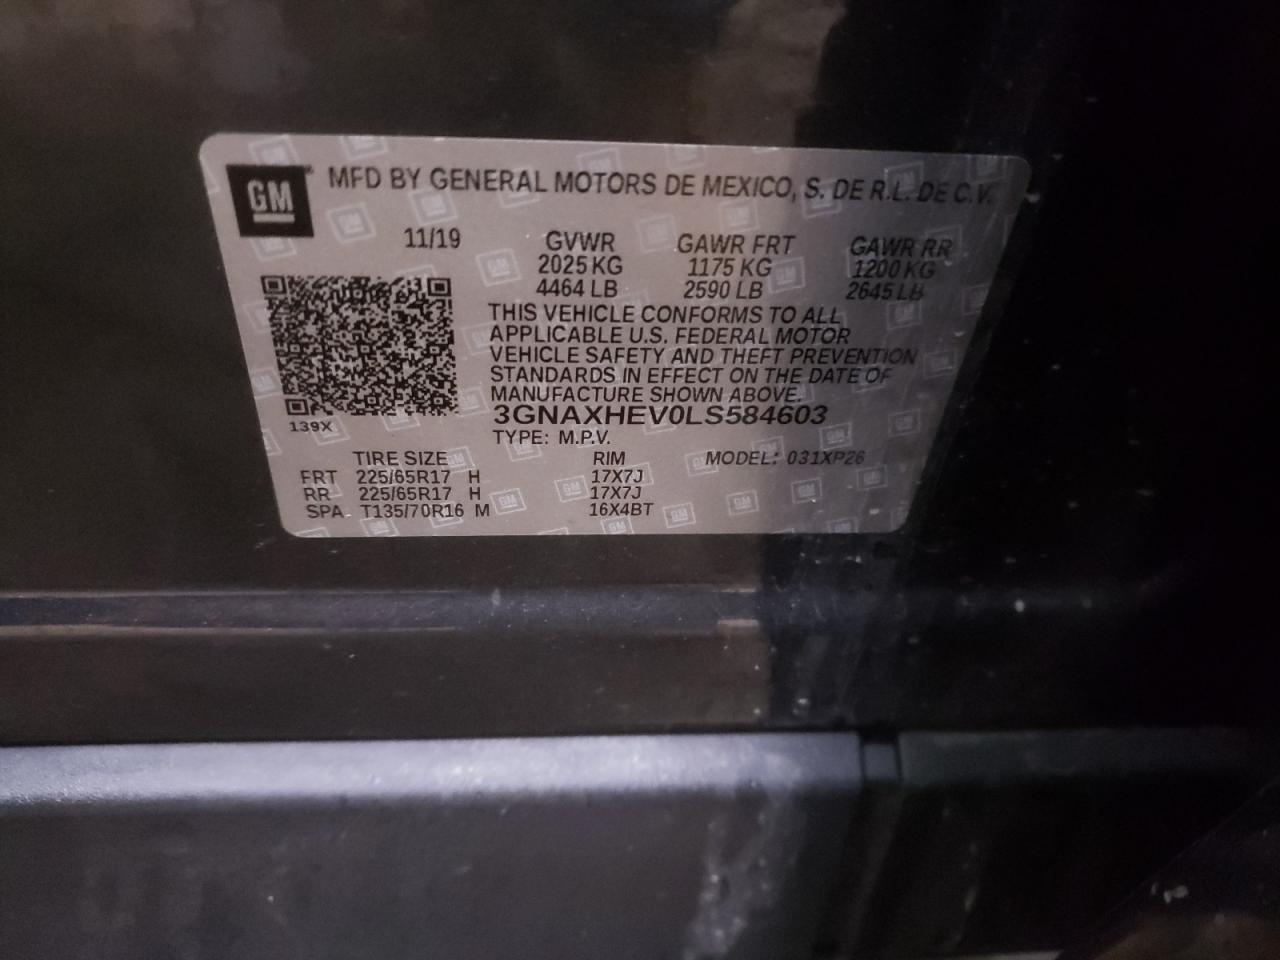 GM MFD BY GENERAL MOTORS DE MEXICO, S. DE R.L. DE C.V.
11/19 GVWR GAWR FRT GAWR RR
2025 KG 1175 KG 1200 KG
4464 LB 2590 LB 2645 LB
THIS VEHICLE CONFORMS TO ALL
APPLICABLE U.S. FEDERAL MOTOR
VEHICLE SAFETY AND THEFT PREVENTION
STANDARDS IN EFFECT ON THE DATE OF
MANUFACTURE SHOWN ABOVE.
3GNAXHEV0LS584603
139X
TYPE: M.P.V.
TIRE SIZE RIM MODEL: 031XP26
FRT 225/65R17 H 17X7J
RR 225/65R17 H 17X7J
SPA T135/70R16 M 16X4BT